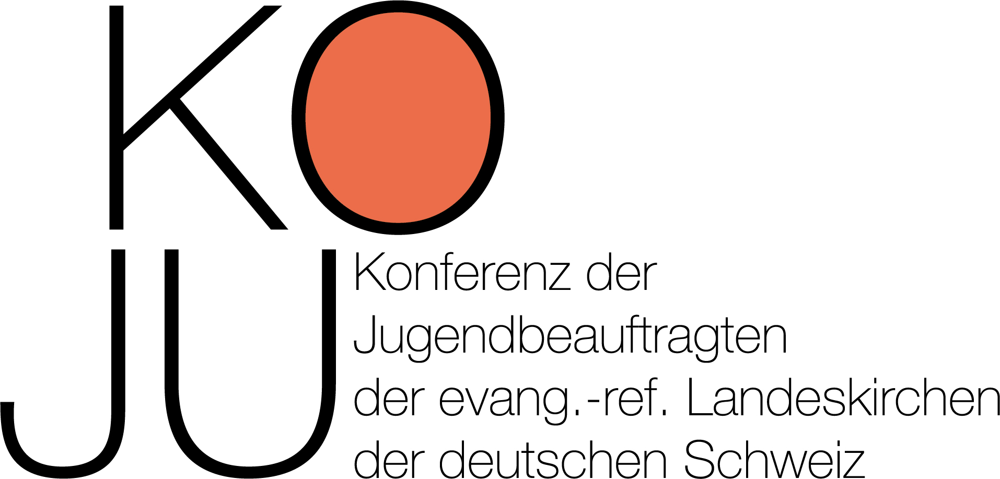 KO
JU
Konferenz der
Jugendbeauftragten
der evang.-ref. Landeskirchen
der deutschen Schweiz